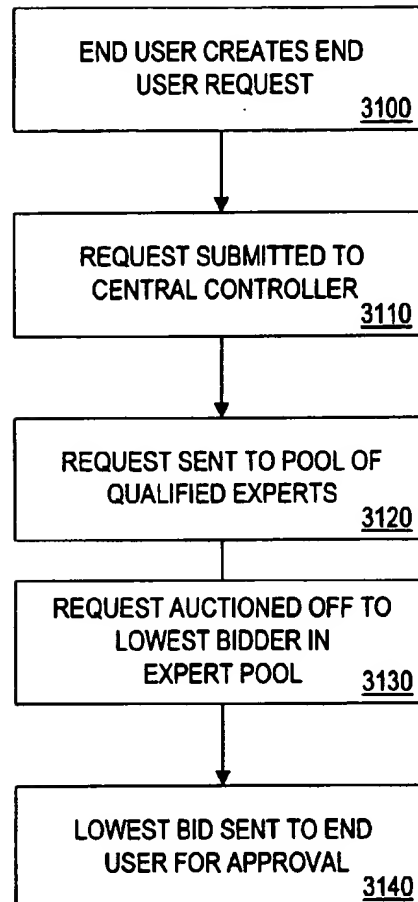 END USER CREATES END
USER REQUEST
3100
REQUEST SUBMITTED TO
CENTRAL CONTROLLER
3110
REQUEST SENT TO POOL OF
QUALIFIED EXPERTS
3120
REQUEST AUCTIONED OFF TO
LOWEST BIDDER IN
EXPERT POOL
3130
LOWEST BID SENT TO END
USER FOR APPROVAL
3140